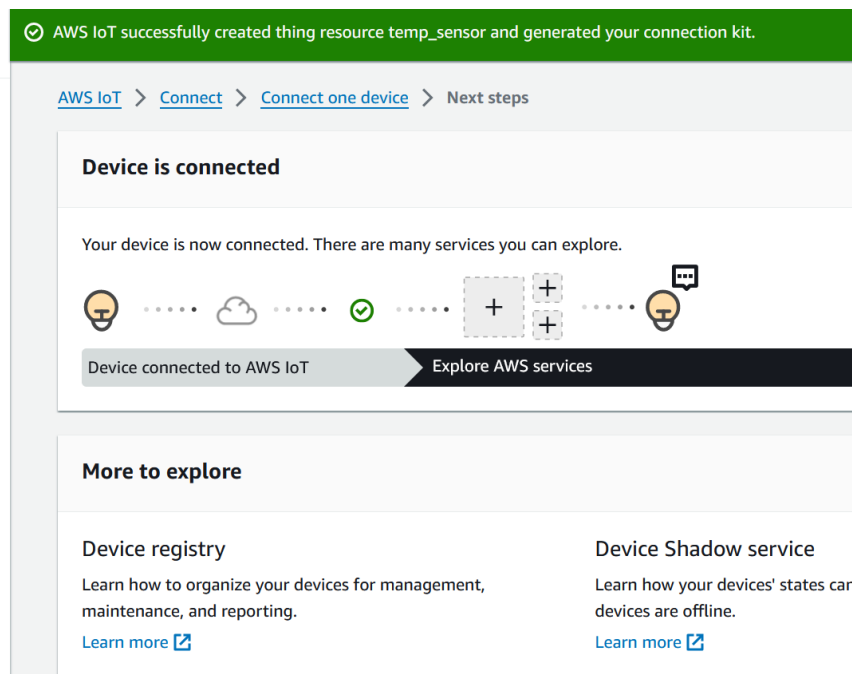 AWS IoT successfully created thing resource temp_sensor and generated your connection kit.
AWS IoT > Connect > Connect one device > Next steps
Device is connected
Your device is now connected. There are many services you can explore.
Device connected to AWS IoT
Explore AWS services
More to explore
Device registry
Learn how to organize your devices for management,
maintenance, and reporting.
Learn more
Device Shadow service
Learn how your devices' states can
devices are offline.
Learn more